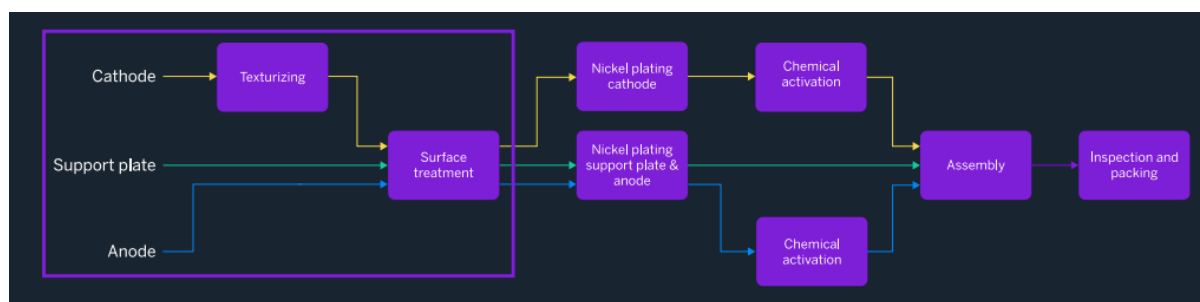 Cathode
Texturizing
Nickel plating
cathode
Chemical
activation
Support plate
Surface
treatment
Nickel plating
support plate &
anode
Assembly
Inspection and
packing
Anode
Chemical
activation